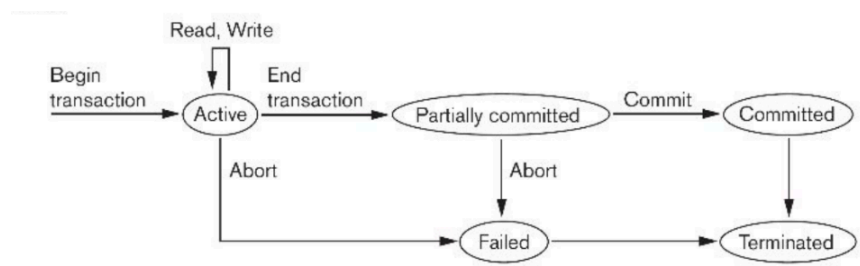 Read, Write
Begin
transaction
End
transaction
Active
Partially committed
Commit
Committed
Abort
Abort
Failed
Terminated